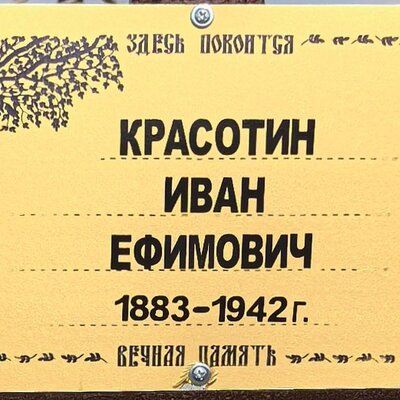 ЗДЕСЬ ПОКОИТСЯ
КРАСОТИН
ИВАН
ЕФИМОВИЧ
1883-1942г.
ВЕЧНАЯ ПАМЯТЬ